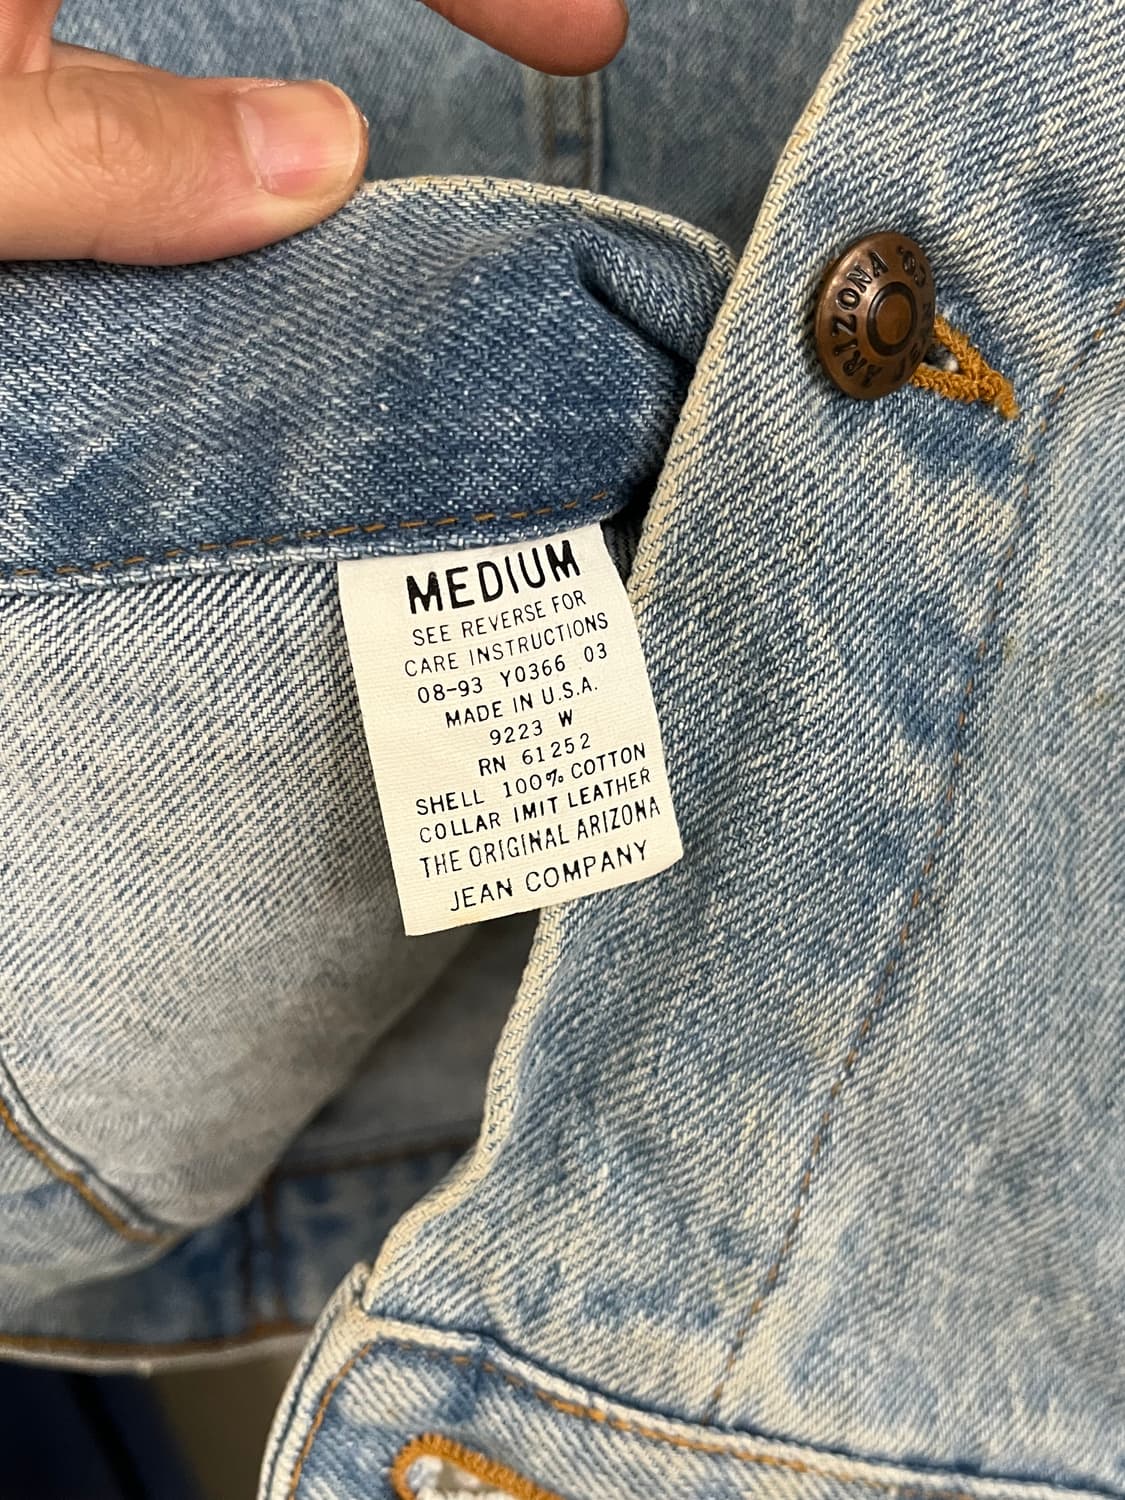 ARIZONA
CO.
MEDIUM
SEE REVERSE FOR
CARE INSTRUCTIONS
08-93 Y0366 03
MADE IN U.S.A.
9223 W
RN 61252
SHELL 100% COTTON
COLLAR IMIT LEATHER
THE ORIGINAL ARIZONA
JEAN COMPANY